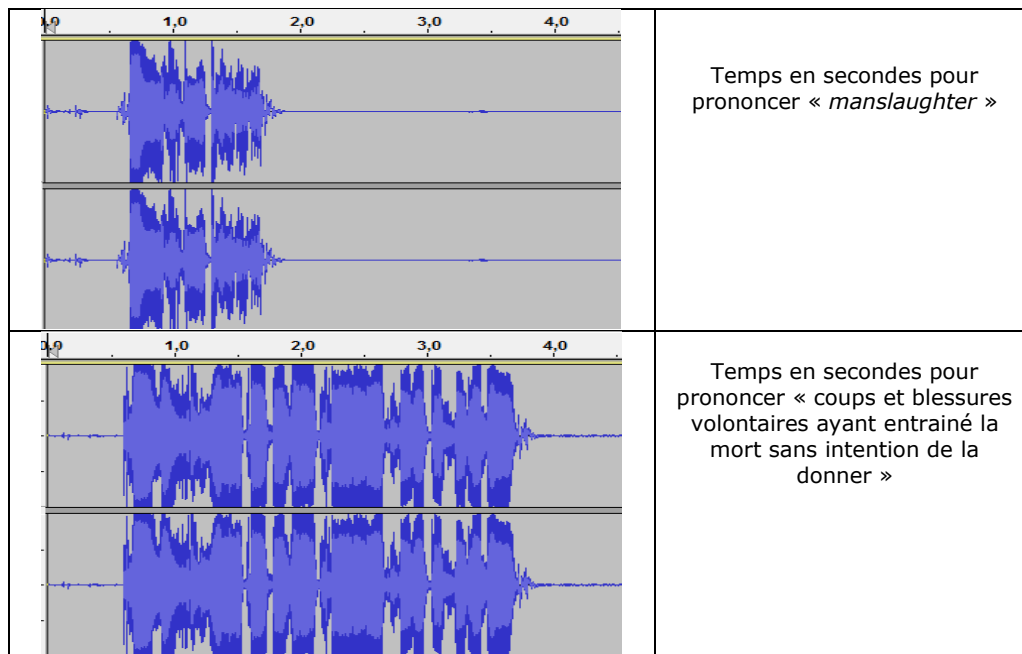 0,0 1,0 2,0 3,0 4,0
Temps en secondes pour
prononcer « manslaughter »
0,0 1,0 2,0 3,0 4,0
Temps en secondes pour
prononcer « coups et blessures
volontaires ayant entrainé la
mort sans intention de la
donner »